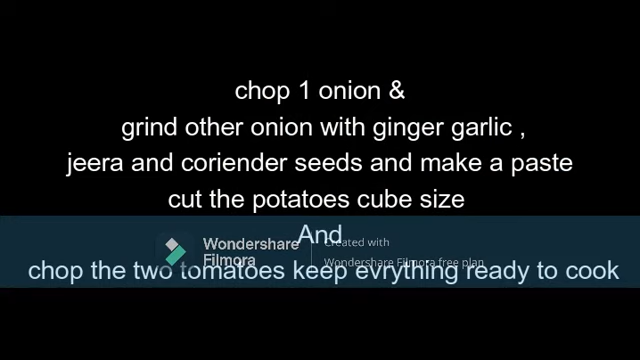 chop 1 onion &
grind other onion with ginger garlic ,
jeera and coriender seeds and make a paste
cut the potatoes cube size
And
Wondershare
Filmora
Created with
Wondershare Filmora free plan
chop the two tomatoes keep evrything ready to cook